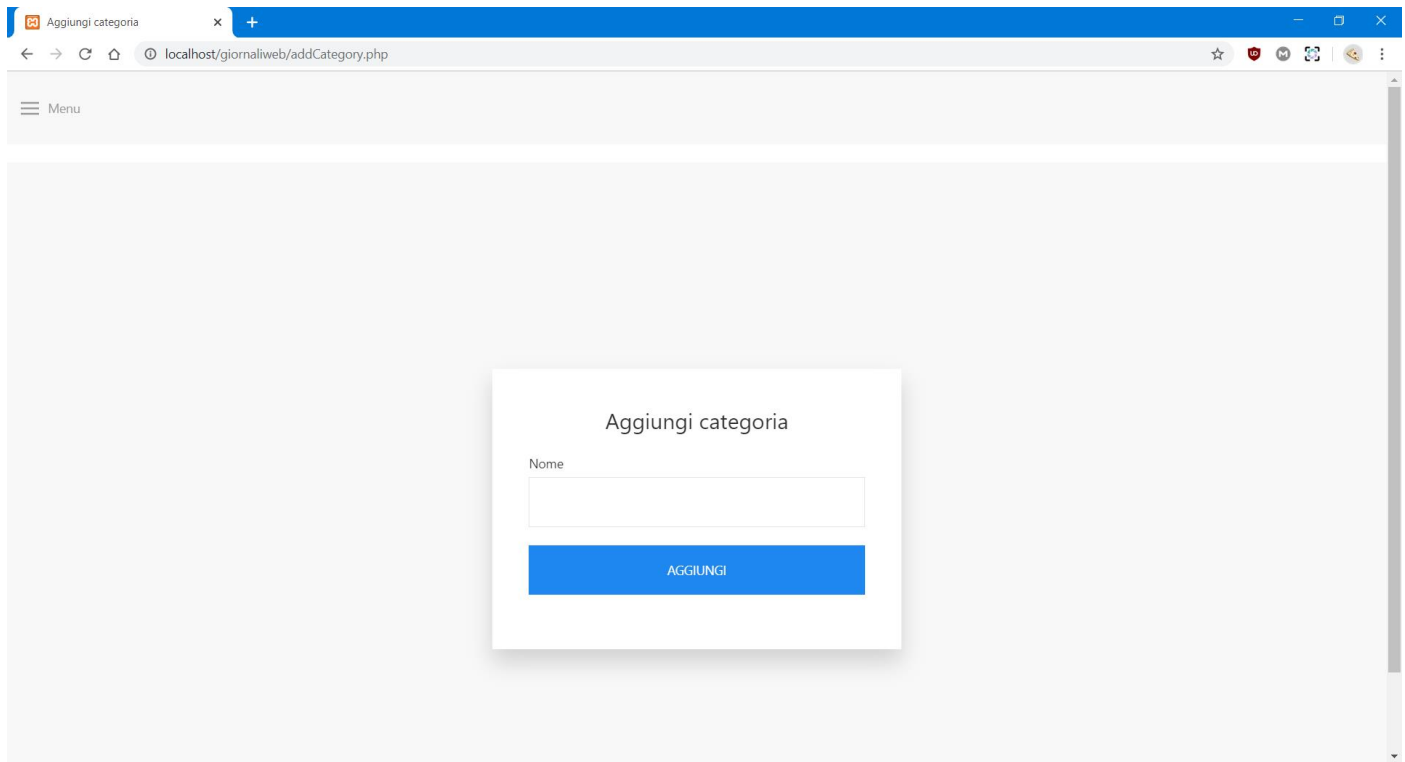 Aggiungi categoria
localhost/giornaliweb/addCategory.php
Menu
Aggiungi categoria
Nome
AGGIUNGI